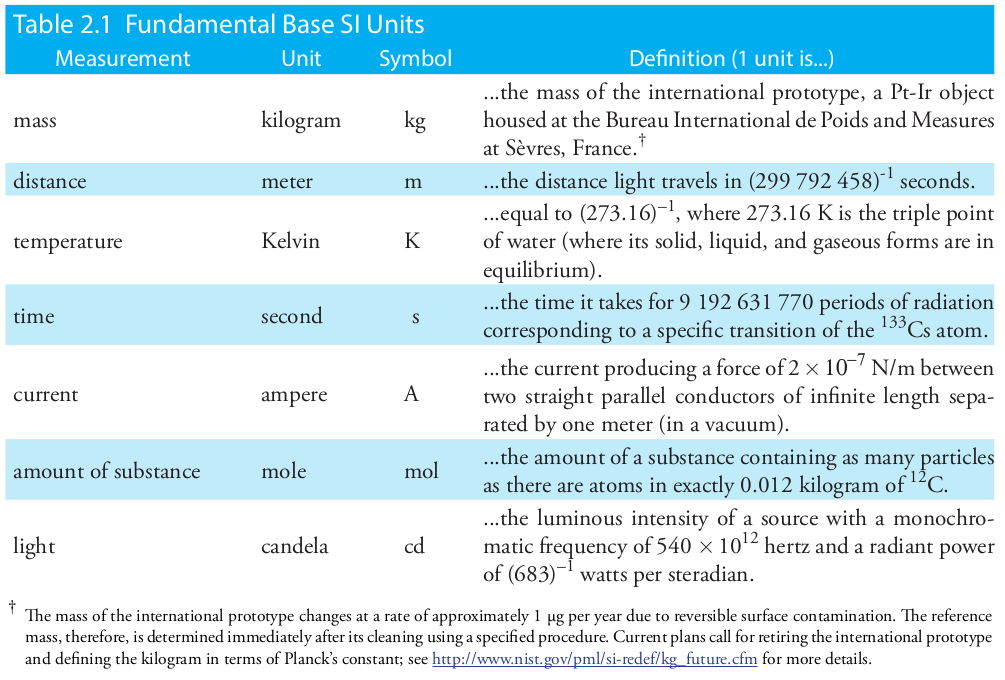 Table 2.1 Fundamental Base SI Units
Measurement Unit Symbol Definition (1 unit is...)
mass kilogram kg ...the mass of the international prototype, a Pt-Ir object
housed at the Bureau International de Poids and Measures
at Sèvres, France.†
distance meter m ...the distance light travels in (299 792 458)⁻¹ seconds.
temperature Kelvin K ...equal to (273.16)⁻¹, where 273.16 K is the triple point
of water (where its solid, liquid, and gaseous forms are in
equilibrium).
time second s ...the time it takes for 9 192 631 770 periods of radiation
corresponding to a specific transition of the ¹³³Cs atom.
current ampere A ...the current producing a force of 2 × 10⁻⁷ N/m between
two straight parallel conductors of infinite length sepa-
rated by one meter (in a vacuum).
amount of substance mole mol ...the amount of a substance containing as many particles
as there are atoms in exactly 0.012 kilogram of ¹²C.
light candela cd ...the luminous intensity of a source with a monochro-
matic frequency of 540 × 10¹² hertz and a radiant power
of (683)⁻¹ watts per steradian.
† The mass of the international prototype changes at a rate of approximately 1 μg per year due to reversible surface contamination. The reference
mass, therefore, is determined immediately after its cleaning using a specified procedure. Current plans call for retiring the international prototype
and defining the kilogram in terms of Planck's constant; see http://www.nist.gov/pml/si-redef/kg_future.cfm for more details.